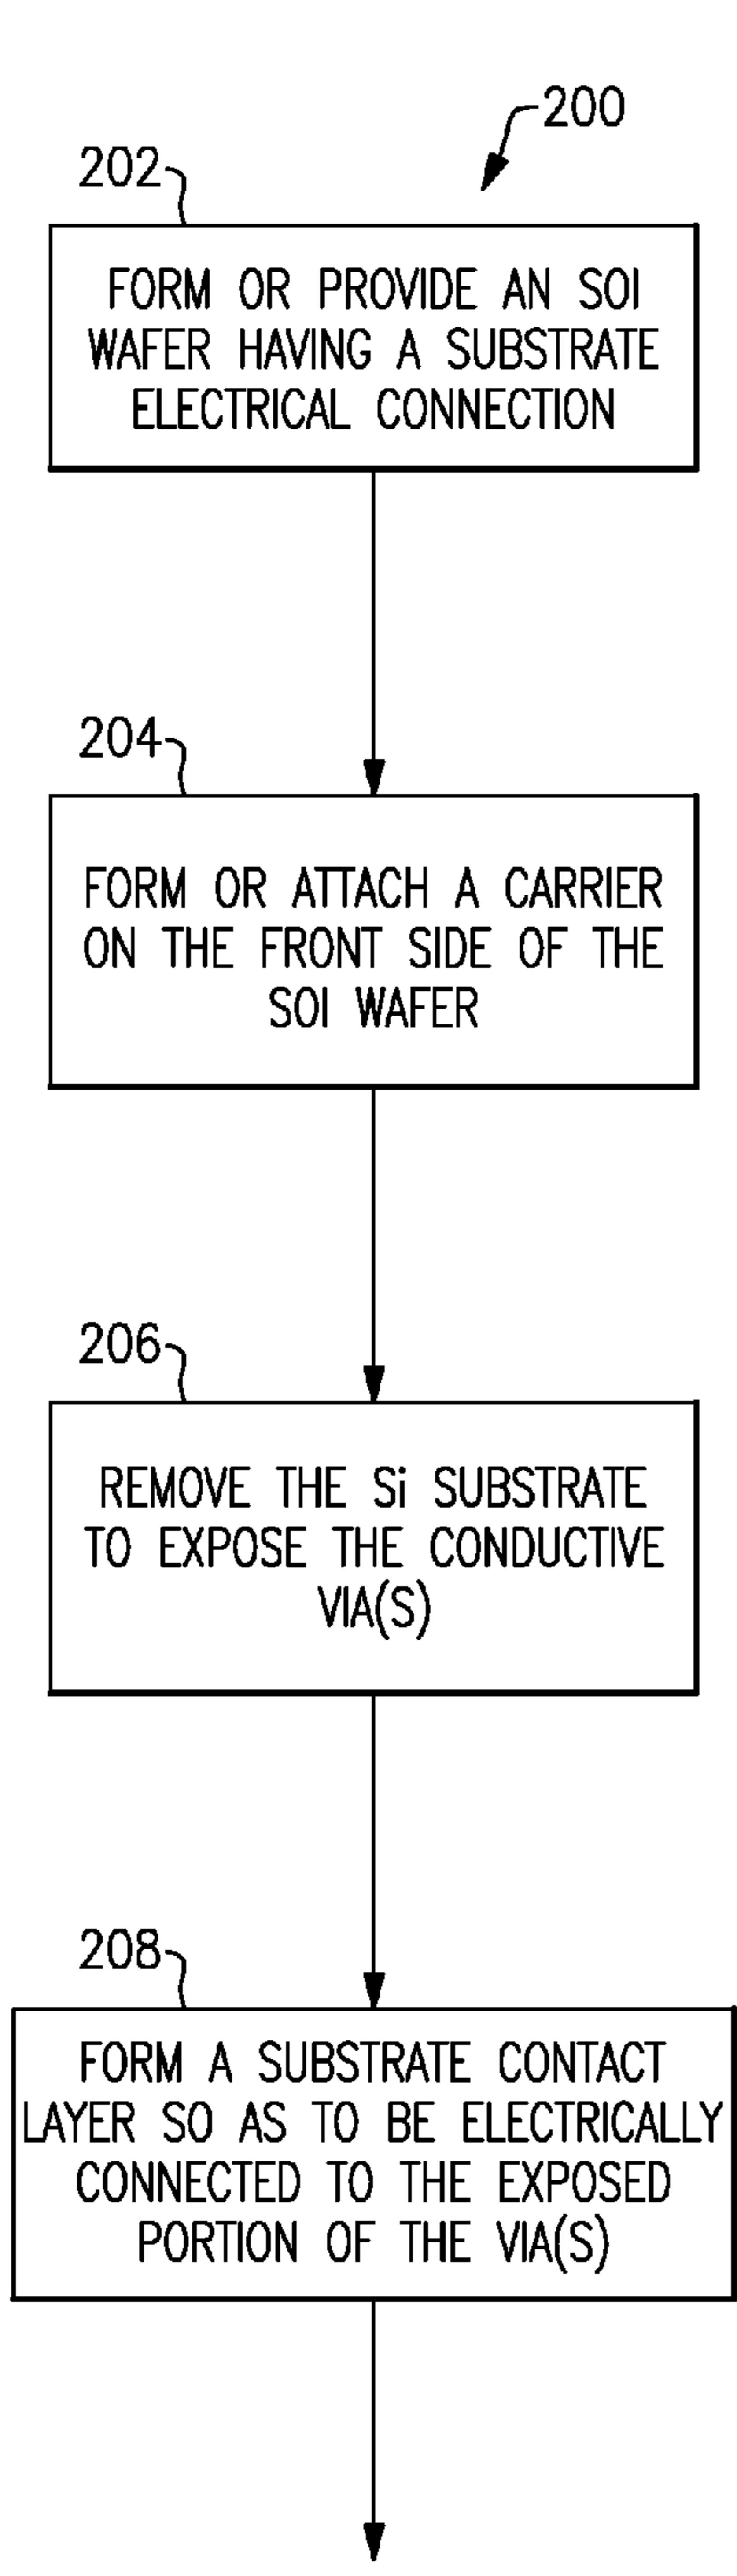 200
202
FORM OR PROVIDE AN SOI
WAFER HAVING A SUBSTRATE
ELECTRICAL CONNECTION
204
FORM OR ATTACH A CARRIER
ON THE FRONT SIDE OF THE
SOI WAFER
206
REMOVE THE Si SUBSTRATE
TO EXPOSE THE CONDUCTIVE
VIA(S)
208
FORM A SUBSTRATE CONTACT
LAYER SO AS TO BE ELECTRICALLY
CONNECTED TO THE EXPOSED
PORTION OF THE VIA(S)